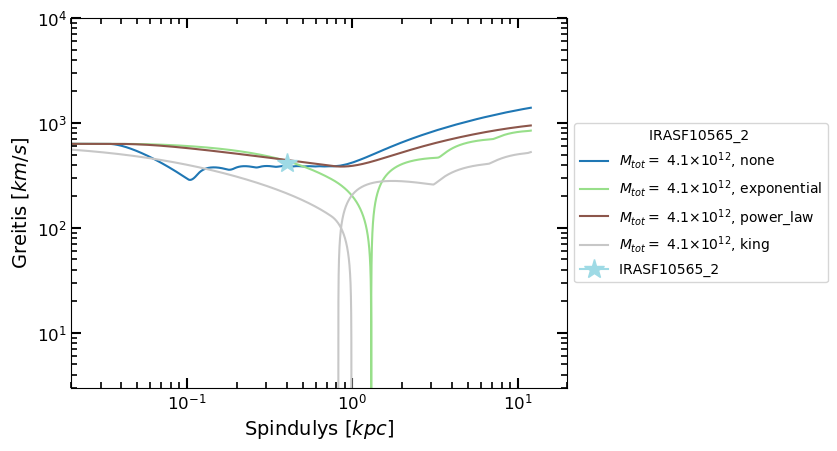 10⁴
10³
10²
10¹
Greitis [km/s]
10⁻¹
10⁰
10¹
Spindulys [kpc]
IRASF10565_2
M_tot = 4.1×10¹², none
M_tot = 4.1×10¹², exponential
M_tot = 4.1×10¹², power_law
M_tot = 4.1×10¹², king
IRASF10565_2